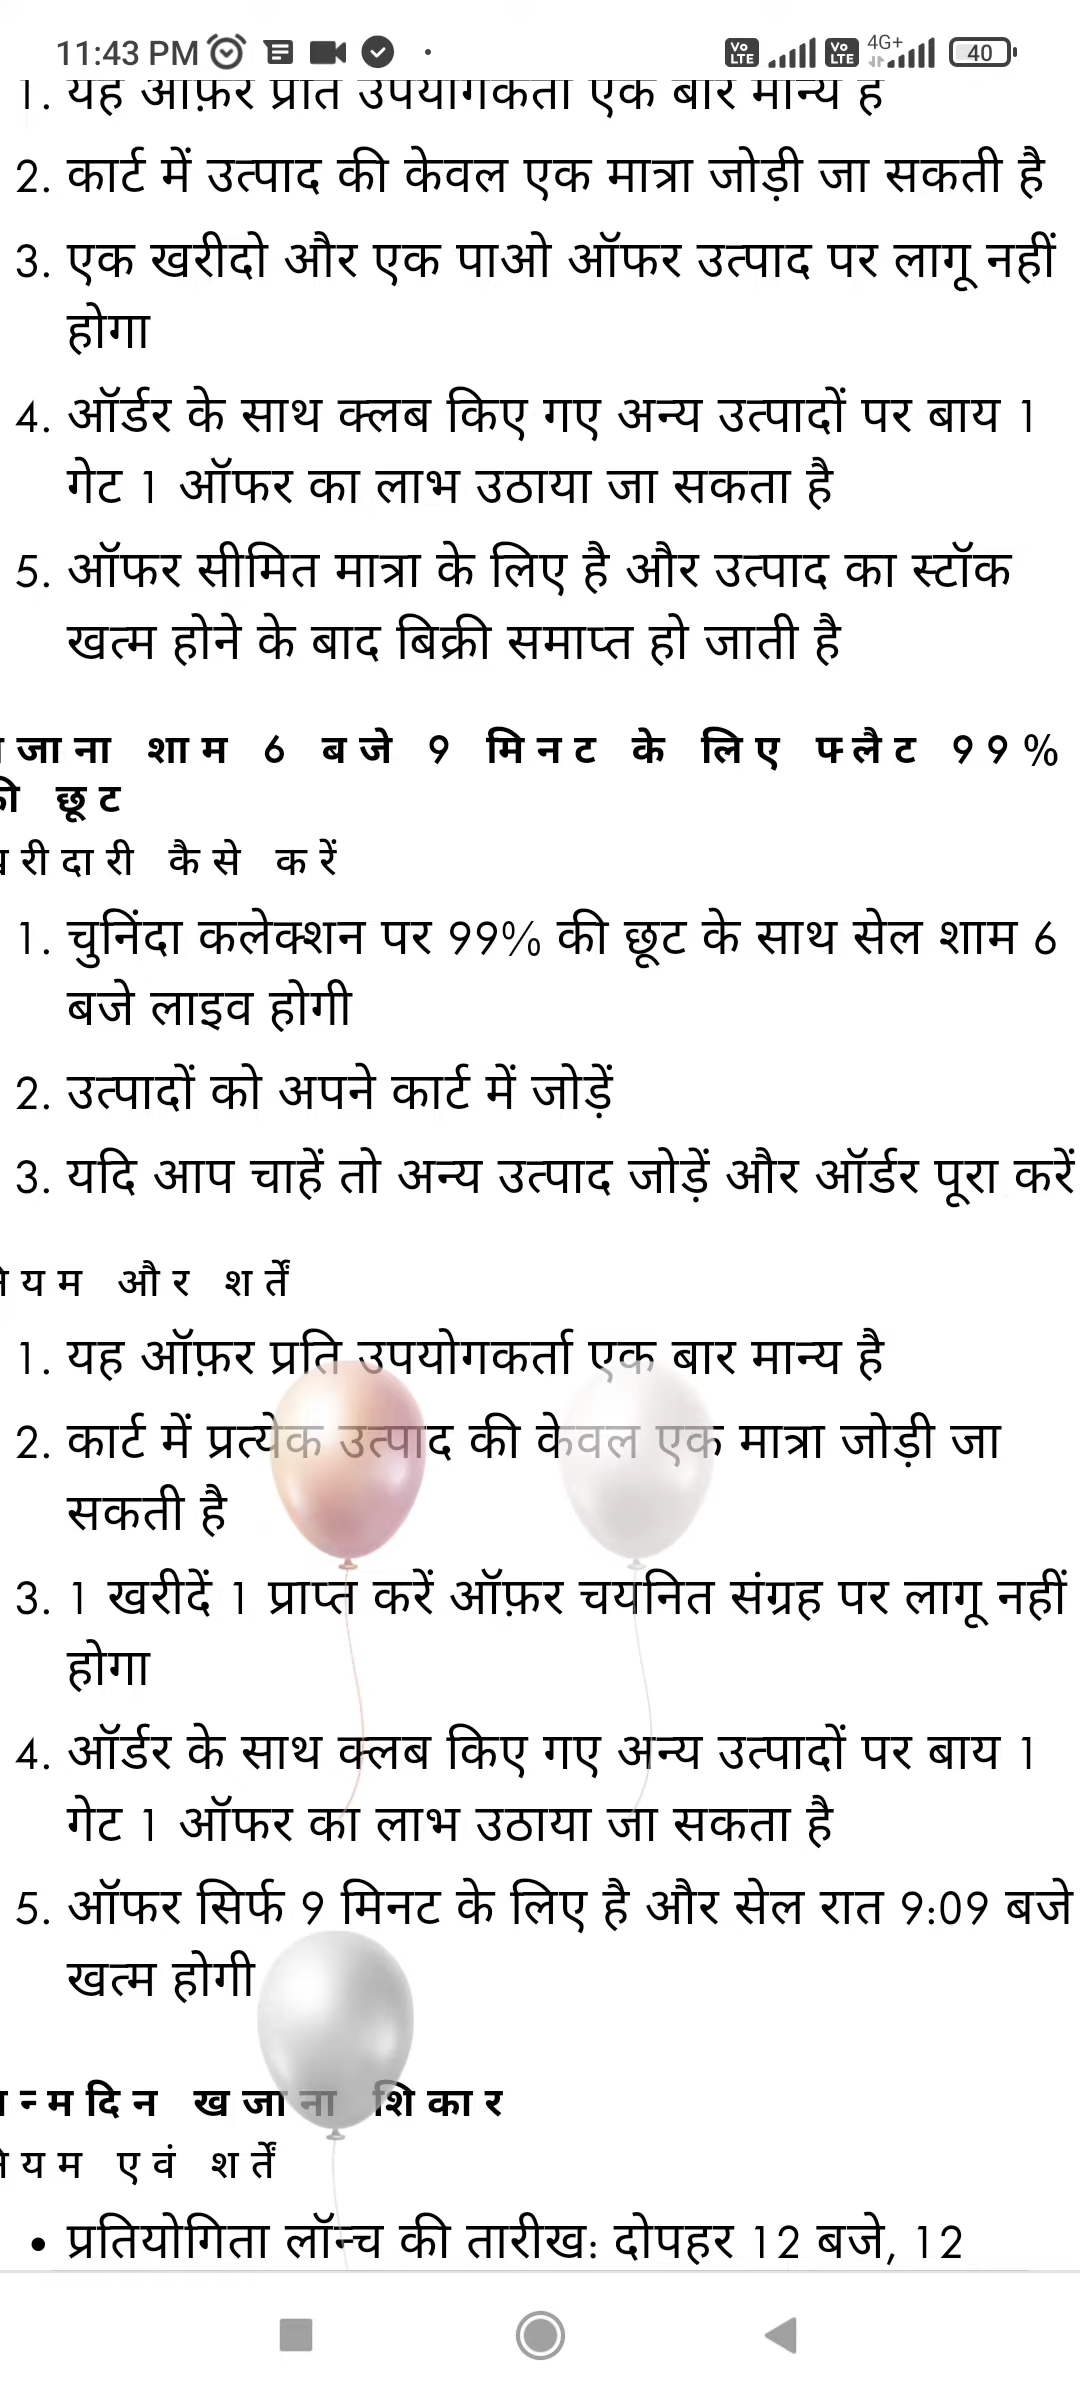 11:43 PM
Vo LTE Vo LTE 4G+ 40
1. यह ऑफ़र प्रति उपयोगकर्ता एक बार मान्य है
2. कार्ट में उत्पाद की केवल एक मात्रा जोड़ी जा सकती है
3. एक खरीदो और एक पाओ ऑफर उत्पाद पर लागू नहीं
होगा
4. ऑर्डर के साथ क्लब किए गए अन्य उत्पादों पर बाय 1
गेट 1 ऑफर का लाभ उठाया जा सकता है
5. ऑफर सीमित मात्रा के लिए है और उत्पाद का स्टॉक
खत्म होने के बाद बिक्री समाप्त हो जाती है
जाना शाम 6 बजे 9 मिनट के लिए फ्लैट 99%
की छूट
रीदारी कैसे करें
1. चुनिंदा कलेक्शन पर 99% की छूट के साथ सेल शाम 6
बजे लाइव होगी
2. उत्पादों को अपने कार्ट में जोड़ें
3. यदि आप चाहें तो अन्य उत्पाद जोड़ें और ऑर्डर पूरा करें
यम और शर्तें
1. यह ऑफ़र प्रति उपयोगकर्ता एक बार मान्य है
2. कार्ट में प्रत्येक उत्पाद की केवल एक मात्रा जोड़ी जा
सकती है
3. 1 खरीदें 1 प्राप्त करें ऑफ़र चयनित संग्रह पर लागू नहीं
होगा
4. ऑर्डर के साथ क्लब किए गए अन्य उत्पादों पर बाय 1
गेट 1 ऑफर का लाभ उठाया जा सकता है
5. ऑफर सिर्फ 9 मिनट के लिए है और सेल रात 9:09 बजे
खत्म होगी
न्मदिन खजाना शिकार
यम एवं शर्तें
• प्रतियोगिता लॉन्च की तारीख: दोपहर 12 बजे, 12